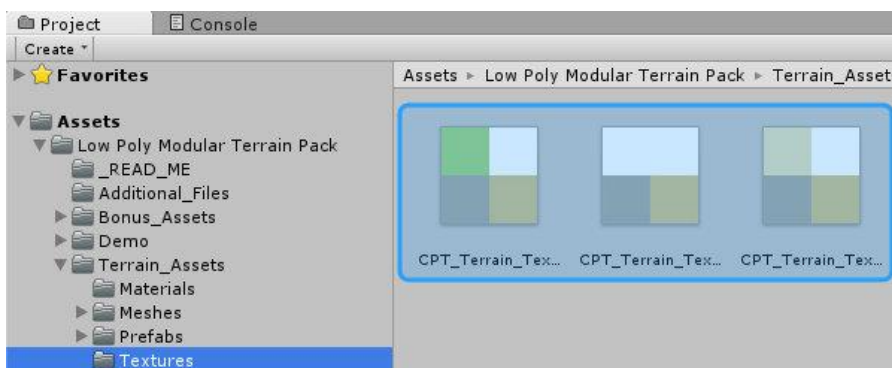 Project
Console
Create
Favorites
Assets
Low Poly Modular Terrain Pack
_READ_ME
Additional_Files
Bonus_Assets
Demo
Terrain_Assets
Materials
Meshes
Prefabs
Textures
Assets ▸ Low Poly Modular Terrain Pack ▸ Terrain_Asset
CPT_Terrain_Tex... CPT_Terrain_Tex... CPT_Terrain_Tex...